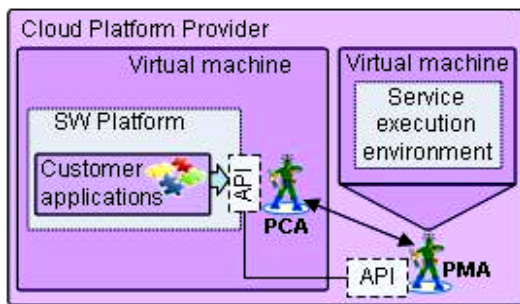 Cloud Platform Provider
Virtual machine
SW Platform
Customer
applications
API
PCA
Virtual machine
Service
execution
environment
API
PMA